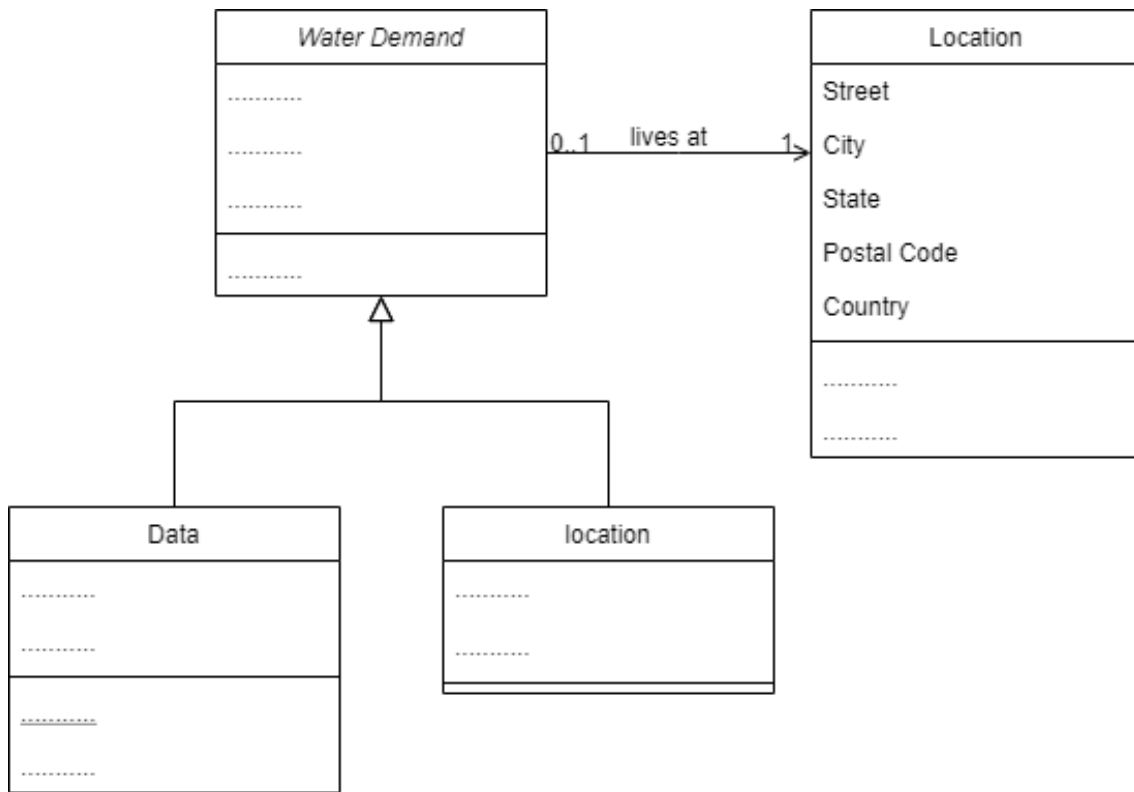 Water Demand
...........
...........
...........
...........
0..1 lives at 1
Location
Street
City
State
Postal Code
Country
...........
...........
Data
...........
...........
...........
...........
location
...........
...........